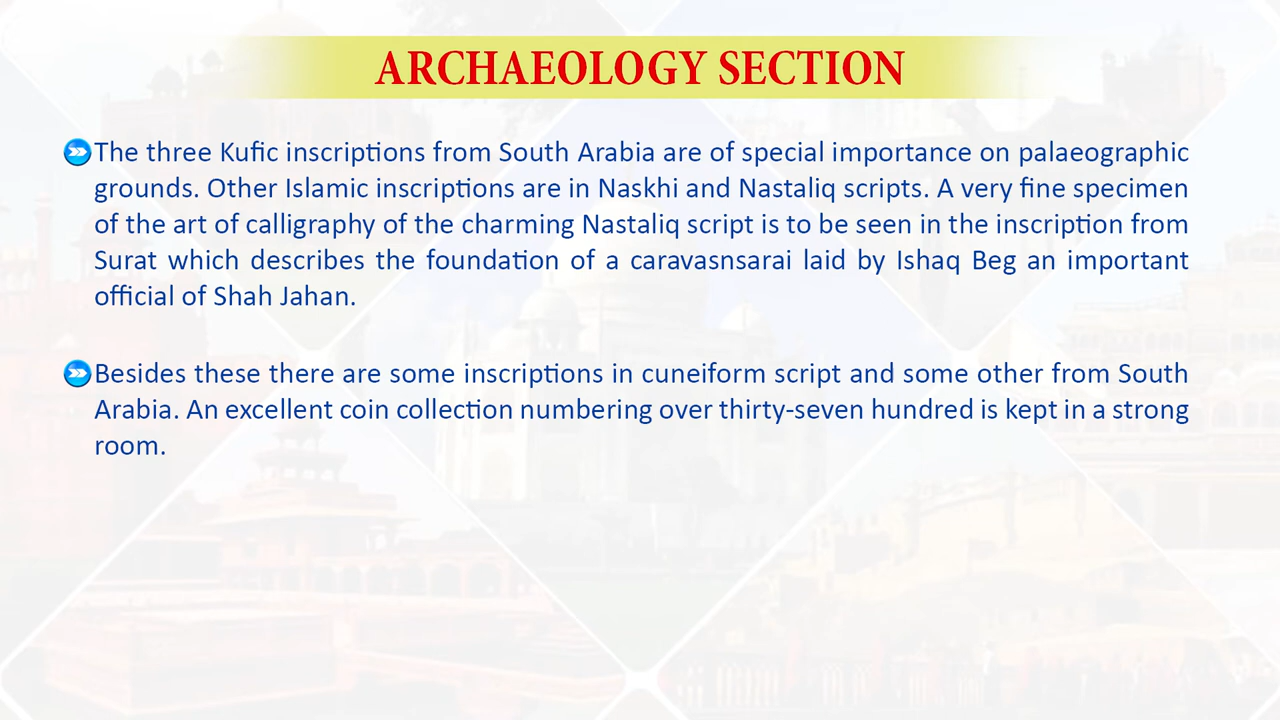 ARCHAEOLOGY SECTION
The three Kufic inscriptions from South Arabia are of special importance on palaeographic
grounds. Other Islamic inscriptions are in Naskhi and Nastaliq scripts. A very fine specimen
of the art of calligraphy of the charming Nastaliq script is to be seen in the inscription from
Surat which describes the foundation of a caravasnsarai laid by Ishaq Beg an important
official of Shah Jahan.
Besides these there are some inscriptions in cuneiform script and some other from South
Arabia. An excellent coin collection numbering over thirty-seven hundred is kept in a strong
room.